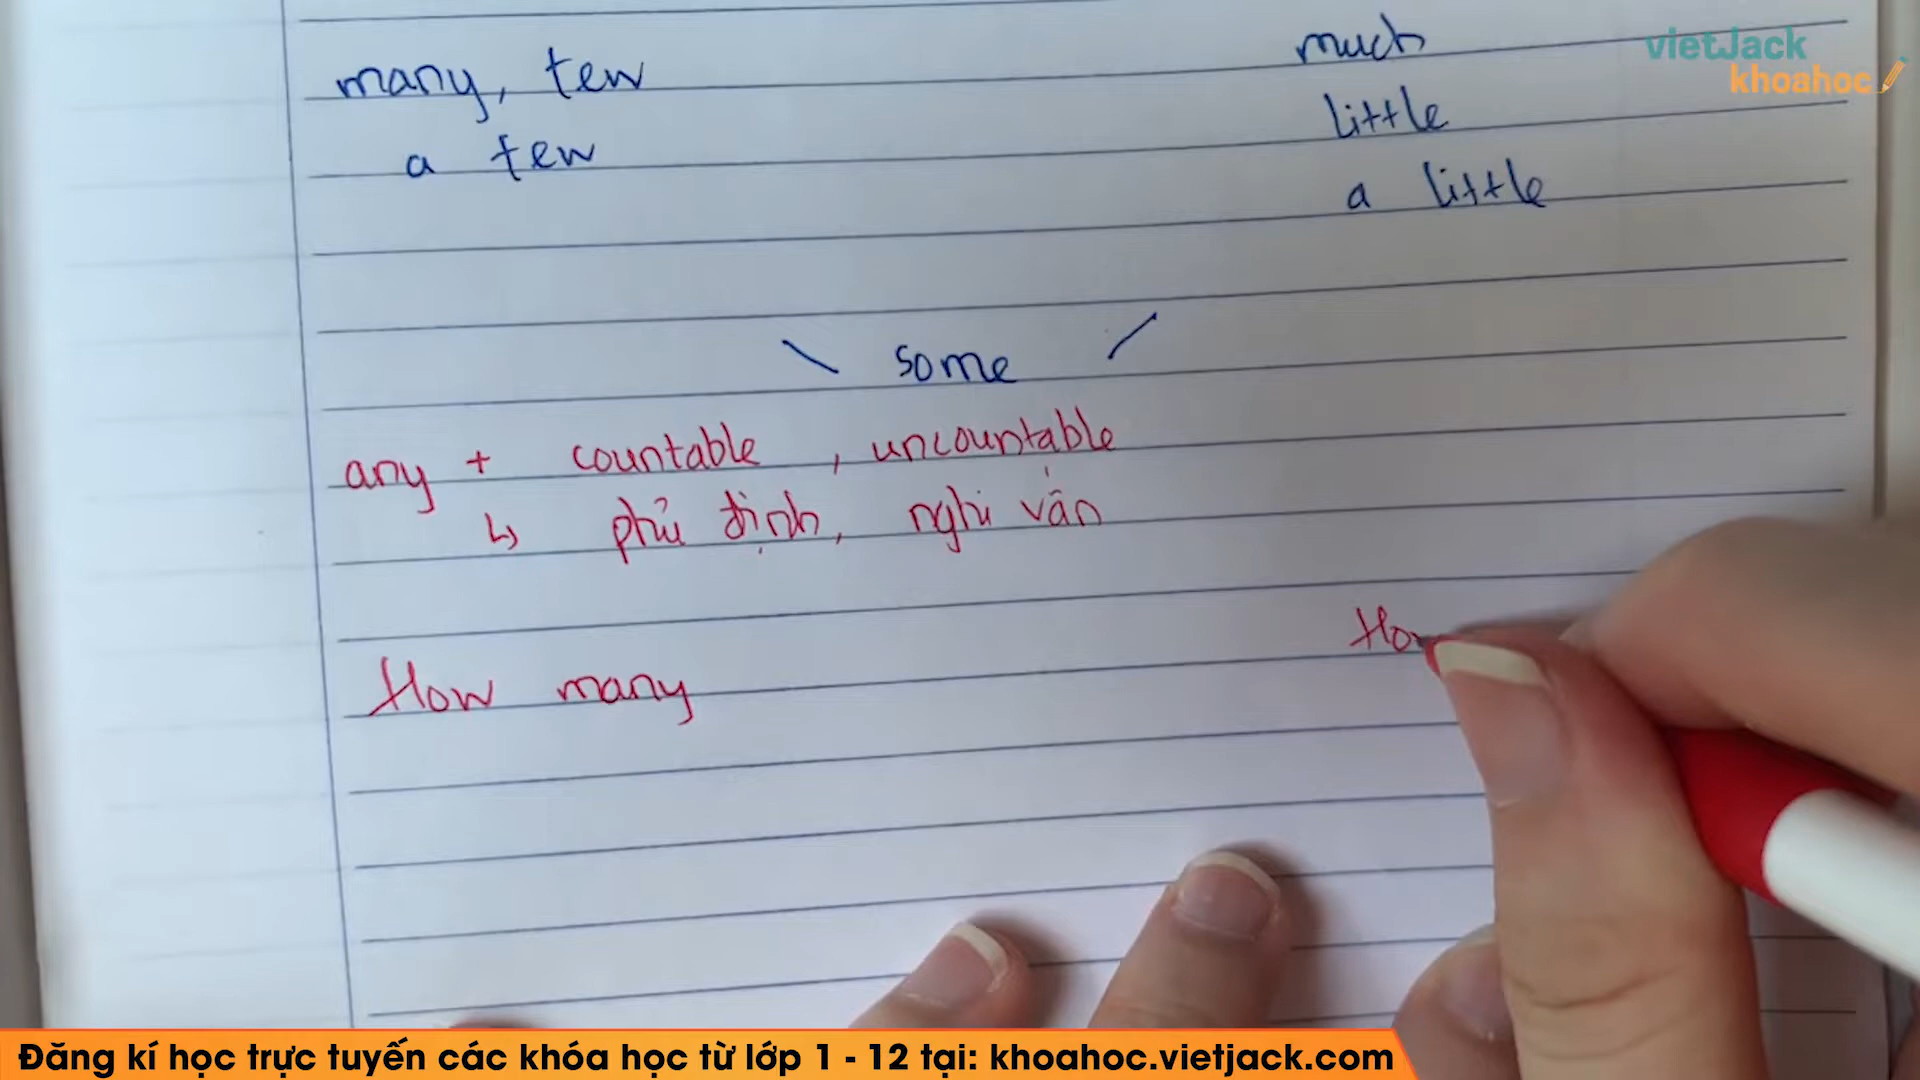 many, few
a few
much
little
a little
some
any + countable , uncountable
↳ phủ định, nghi vấn
How many
How
vietJack
khoahoc
Đăng kí học trực tuyến các khóa học từ lớp 1 - 12 tại: khoahoc.vietjack.com